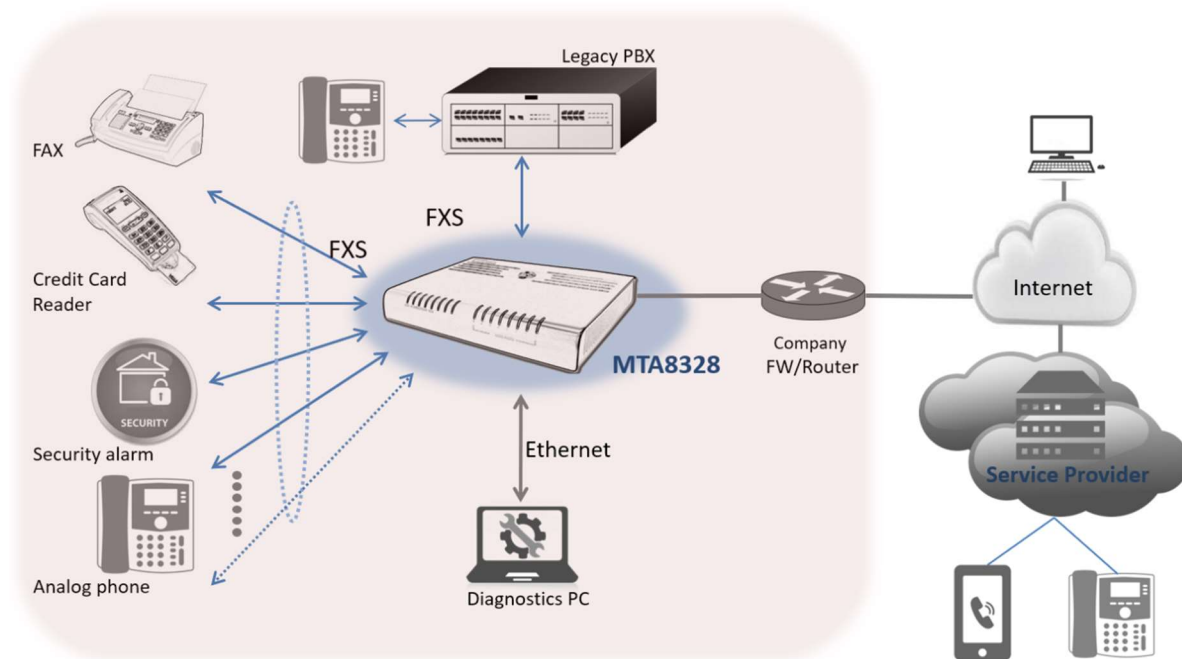 Legacy PBX
FAX
FXS
FXS
Credit Card
Reader
Internet
MTA8328
Company
FW/Router
SECURITY
Security alarm
Ethernet
Service Provider
Analog phone
Diagnostics PC